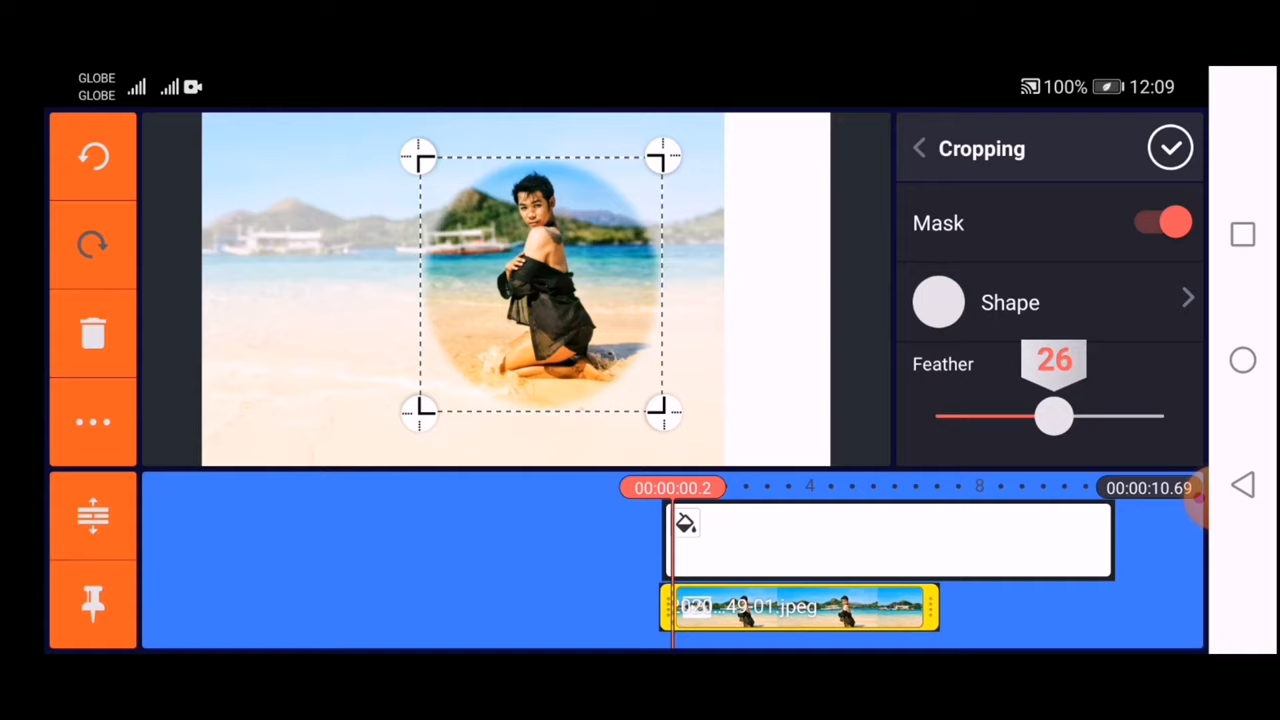 GLOBE
GLOBE
100% 12:09
Cropping
Mask
Shape
Feather
26
00:00:00.2
4
8
00:00:10.69
2020...49-01.jpeg